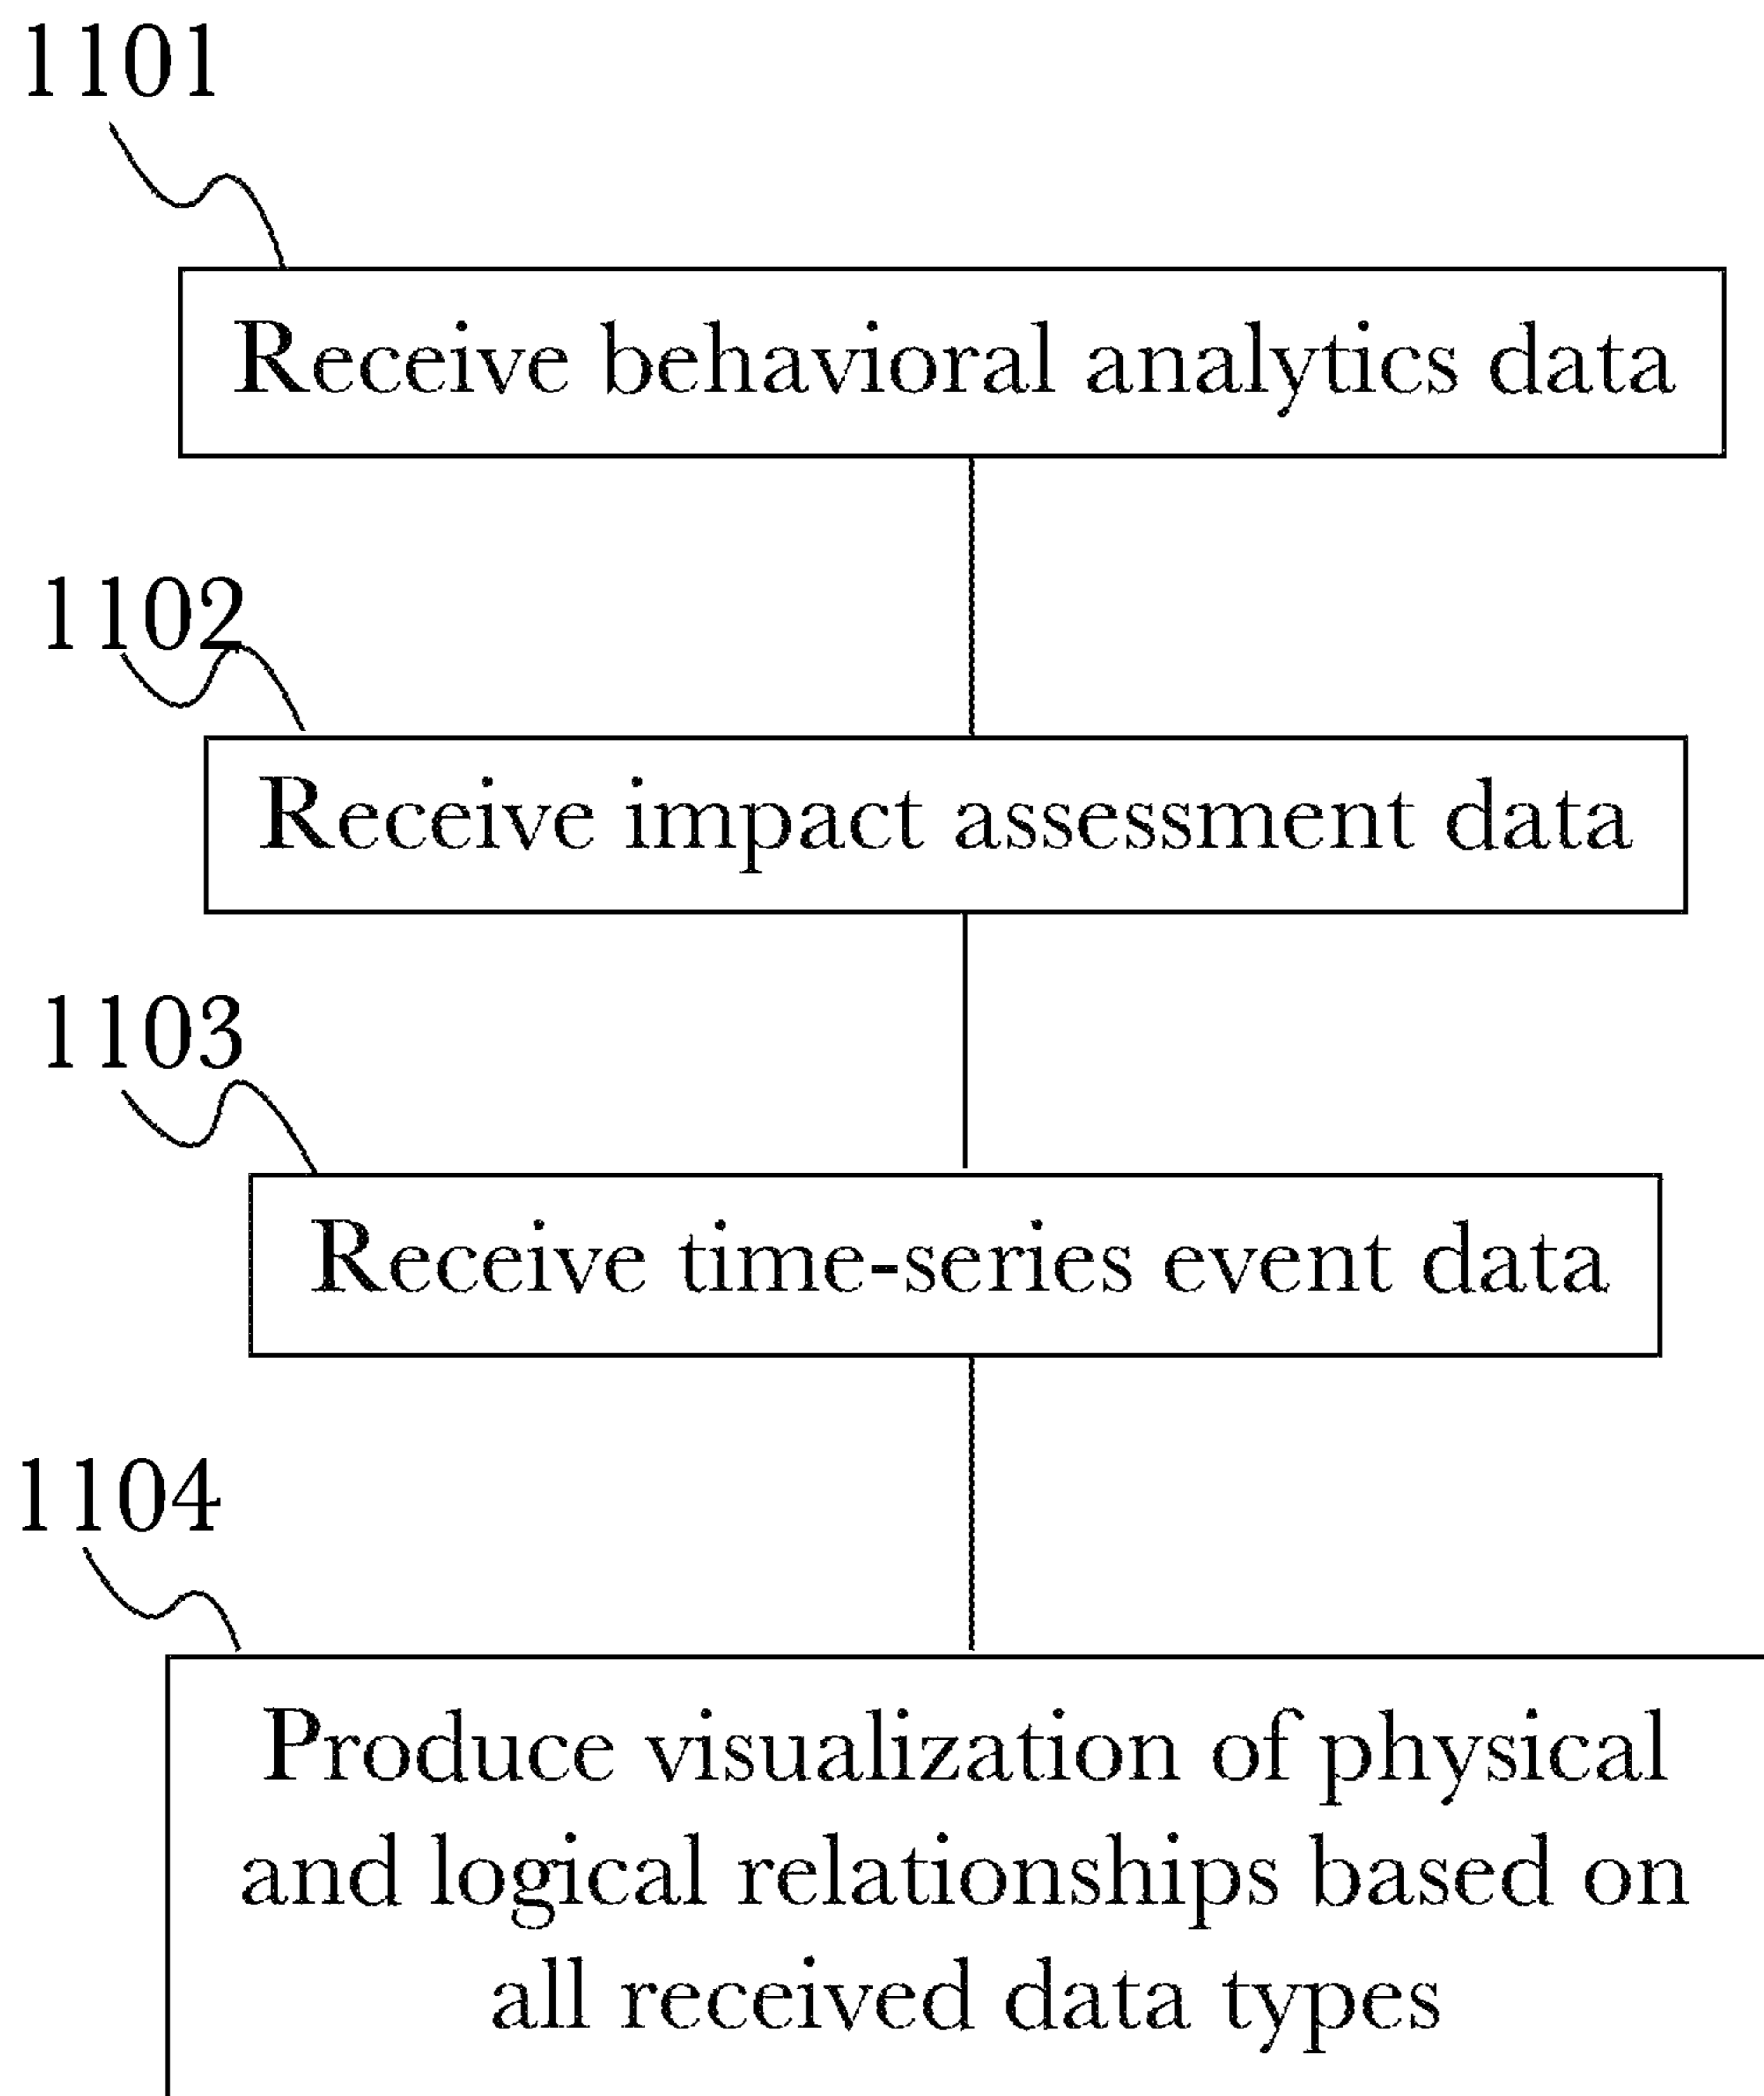 1101
Receive behavioral analytics data
1102
Receive impact assessment data
1103
Receive time-series event data
1104
Produce visualization of physical
and logical relationships based on
all received data types